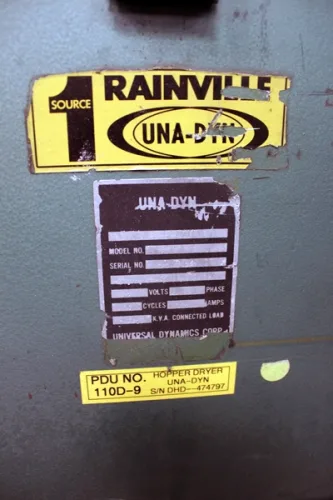 SOURCE
1
RAINVILLE
UNA-DYN
UNA-DYN
MODEL NO.
SERIAL NO.
VOLTS PHASE
CYCLES AMPS
K.V.A. CONNECTED LOAD
UNIVERSAL DYNAMICS CORP.
PDU NO.
110D-9
HOPPER DRYER
UNA-DYN
S/N DHD--474797